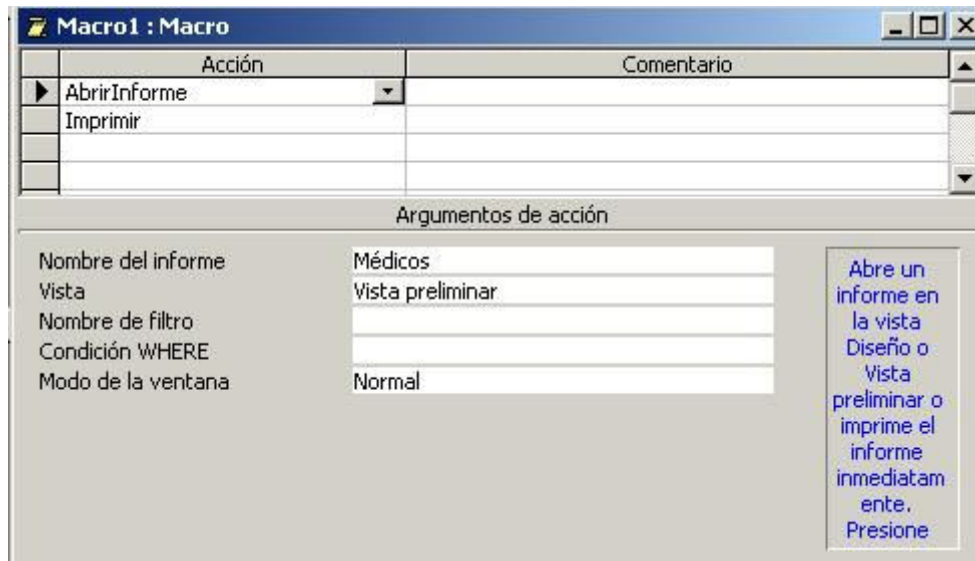 Macro1 : Macro
Acción Comentario
AbrirInforme
Imprimir
Argumentos de acción
Nombre del informe Médicos
Vista Vista preliminar
Nombre de filtro
Condición WHERE
Modo de la ventana Normal
Abre un
informe en
la vista
Diseño o
Vista
preliminar o
imprime el
informe
inmediatam
ente.
Presione